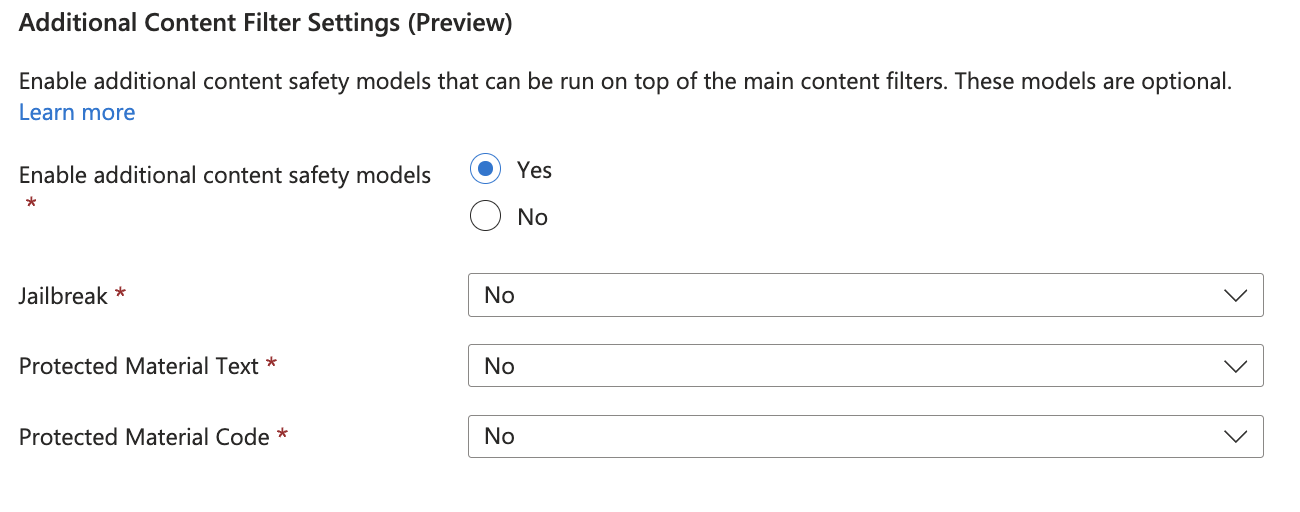 Additional Content Filter Settings (Preview)
Enable additional content safety models that can be run on top of the main content filters. These models are optional.
Learn more
Enable additional content safety models
*
Yes
No
Jailbreak * No
Protected Material Text * No
Protected Material Code * No